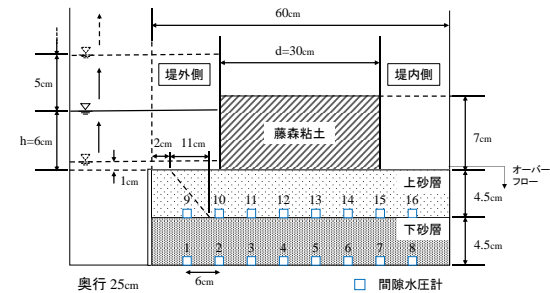 60cm
d=30cm
堤外側
堤内側
5cm
h=6cm
2cm
11cm
1cm
藤森粘土
7cm
オーバー
フロー
上砂層
4.5cm
9 10 11 12 13 14 15 16
下砂層
4.5cm
1 2 3 4 5 6 7 8
奥行 25cm
6cm
間隙水圧計